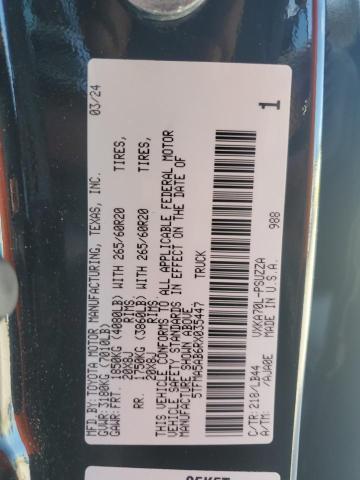 MFD.BY:TOYOTA MOTOR MANUFACTURING, TEXAS, INC. 03/24
GVWR:3180KG (7010LB)
GAWR:FRT. 1850KG (4080LB) WITH 265/60R20 TIRES,
20X8J RIMS
RR. 1750KG (3860LB) WITH 265/60R20 TIRES,
20X8J RIMS
THIS VEHICLE CONFORMS TO ALL APPLICABLE FEDERAL MOTOR
VEHICLE SAFETY STANDARDS IN EFFECT ON THE DATE OF
MANUFACTURE SHOWN ABOVE.
TRUCK
C/TR:218/LB44 VXKA70L-PSUZZA 988
A/TM: -/AJA0E MADE IN U.S.A.
1